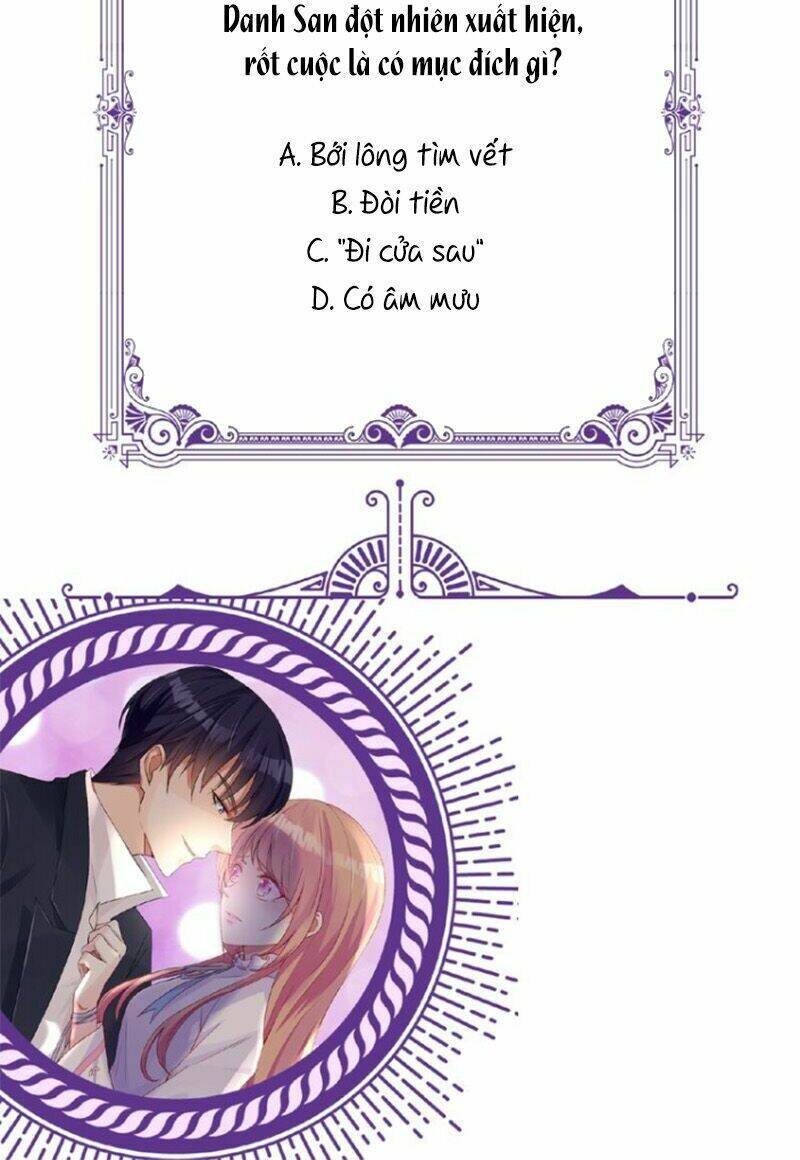 Danh San đột nhiên xuất hiện,
rốt cuộc là có mục đích gì?
A. Bới lông tìm vết
B. Đòi tiền
C. "Đi cửa sau"
D. Có âm mưu